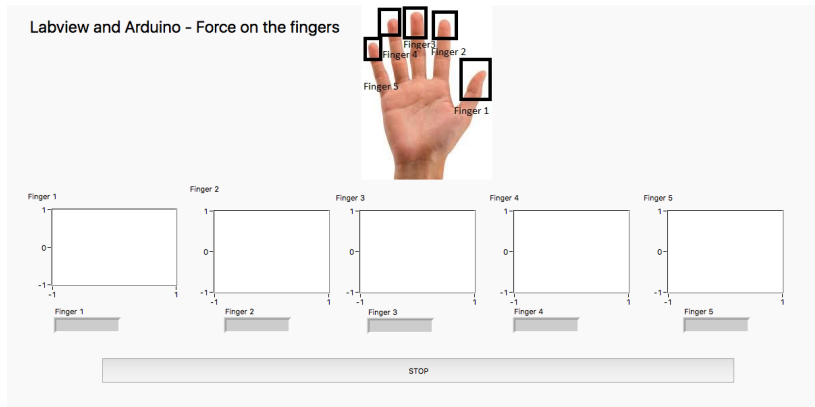 Labview and Arduino - Force on the fingers
Finger3
Finger 4
Finger 2
Finger 5
Finger 1
Finger 1
Finger 2
Finger 3
Finger 4
Finger 5
1 1 1 1 1
0 0 0 0 0
-1 -1 -1 -1 -1
-1 1 -1 1 -1 1 -1 1 -1 1
Finger 1 Finger 2 Finger 3 Finger 4 Finger 5
STOP